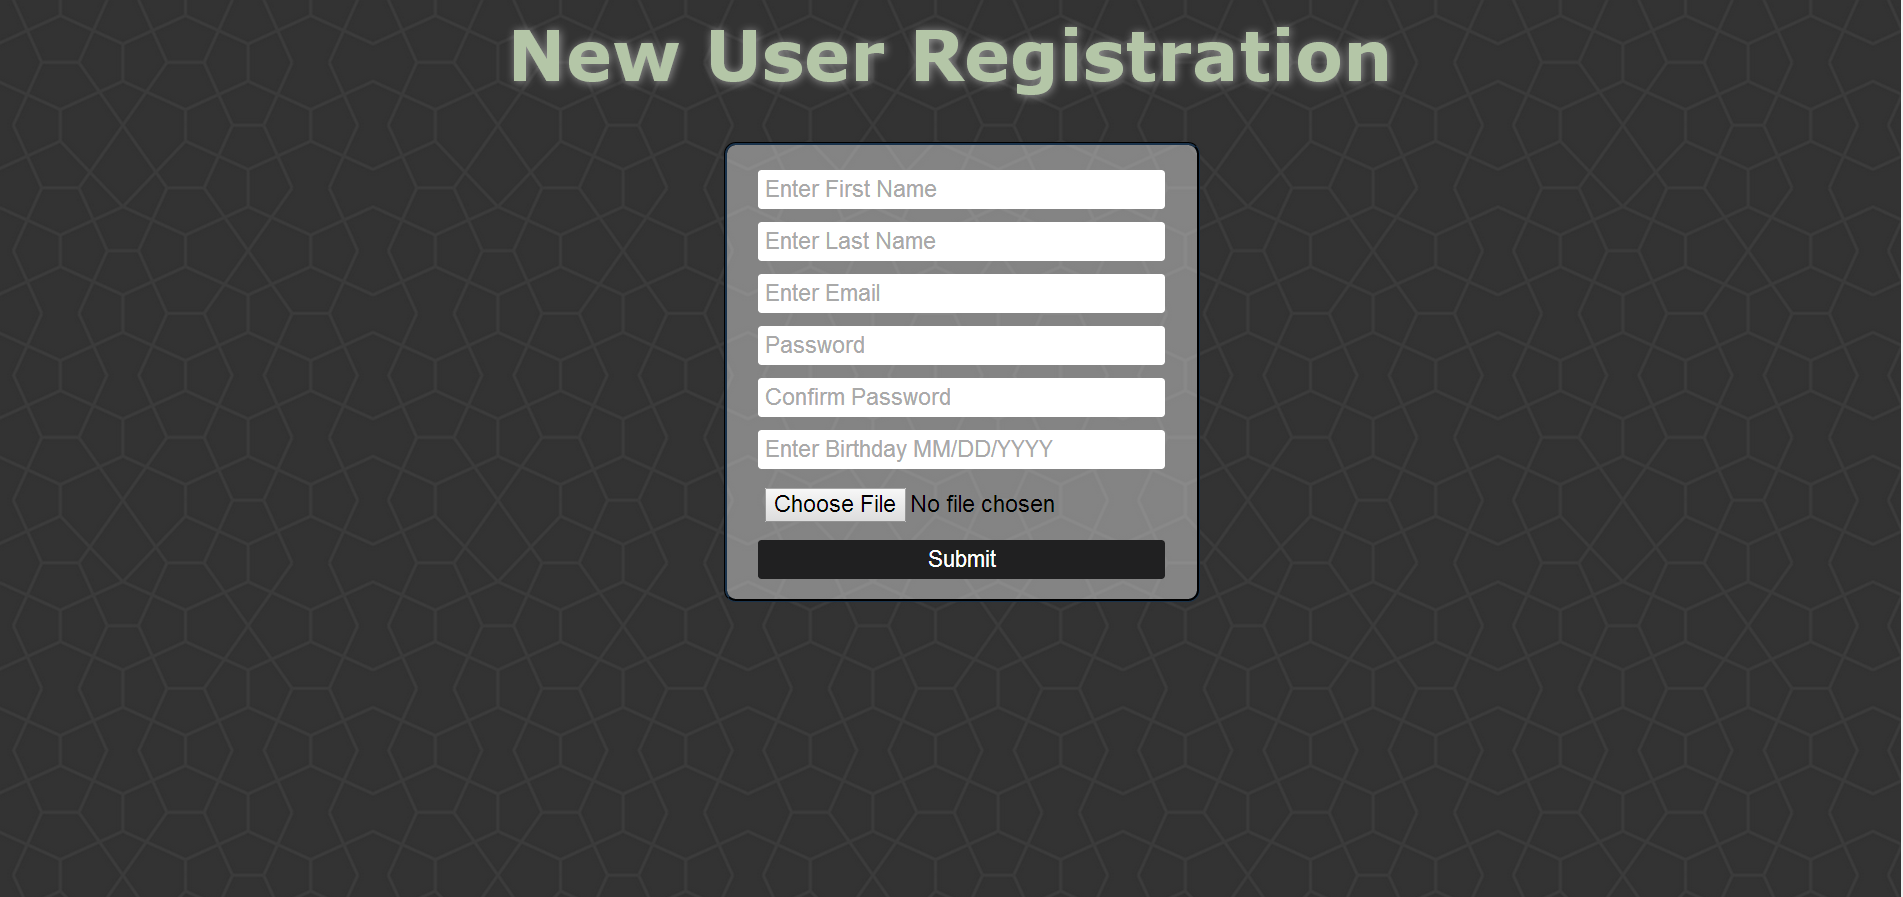 New User Registration
Enter First Name
Enter Last Name
Enter Email
Password
Confirm Password
Enter Birthday MM/DD/YYYY
Choose File No file chosen
Submit